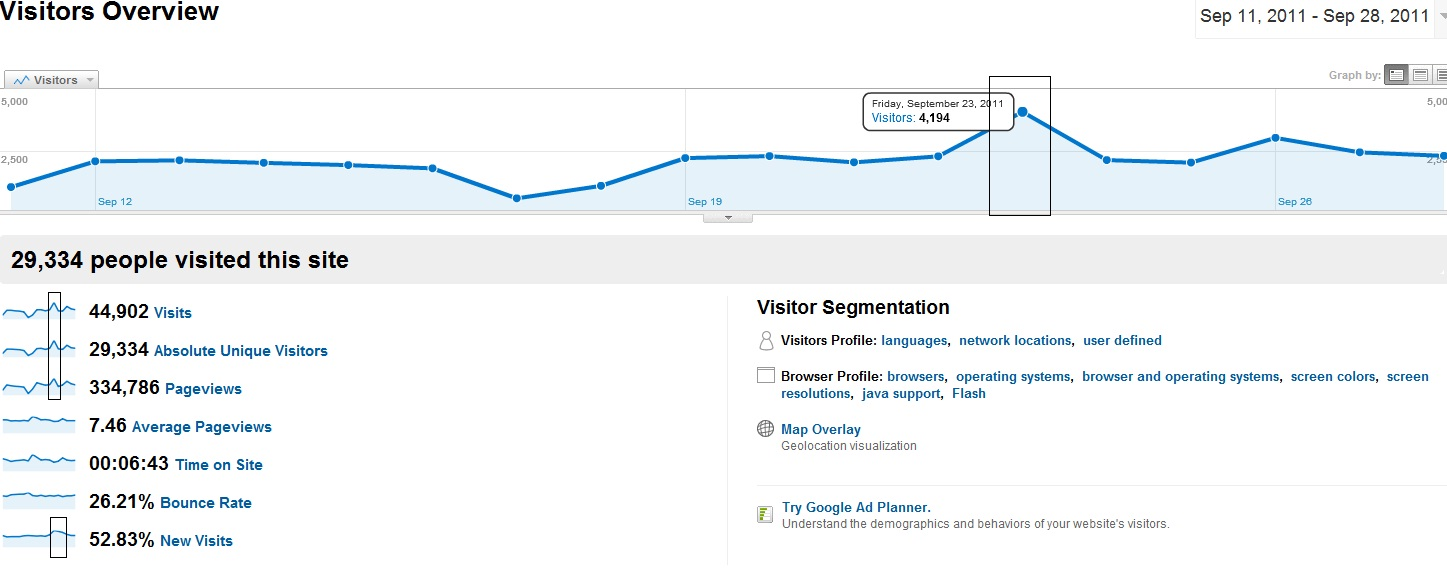 Visitors Overview
Sep 11, 2011 - Sep 28, 2011
Visitors
Graph by:
5,000
5,00
Friday, September 23, 2011
Visitors: 4,194
2,500
Sep 12
Sep 19
Sep 26
29,334 people visited this site
44,902 Visits
29,334 Absolute Unique Visitors
334,786 Pageviews
7.46 Average Pageviews
00:06:43 Time on Site
26.21% Bounce Rate
52.83% New Visits
Visitor Segmentation
Visitors Profile: languages, network locations, user defined
Browser Profile: browsers, operating systems, browser and operating systems, screen colors, screen
resolutions, java support, Flash
Map Overlay
Geolocation visualization
Try Google Ad Planner.
Understand the demographics and behaviors of your website's visitors.